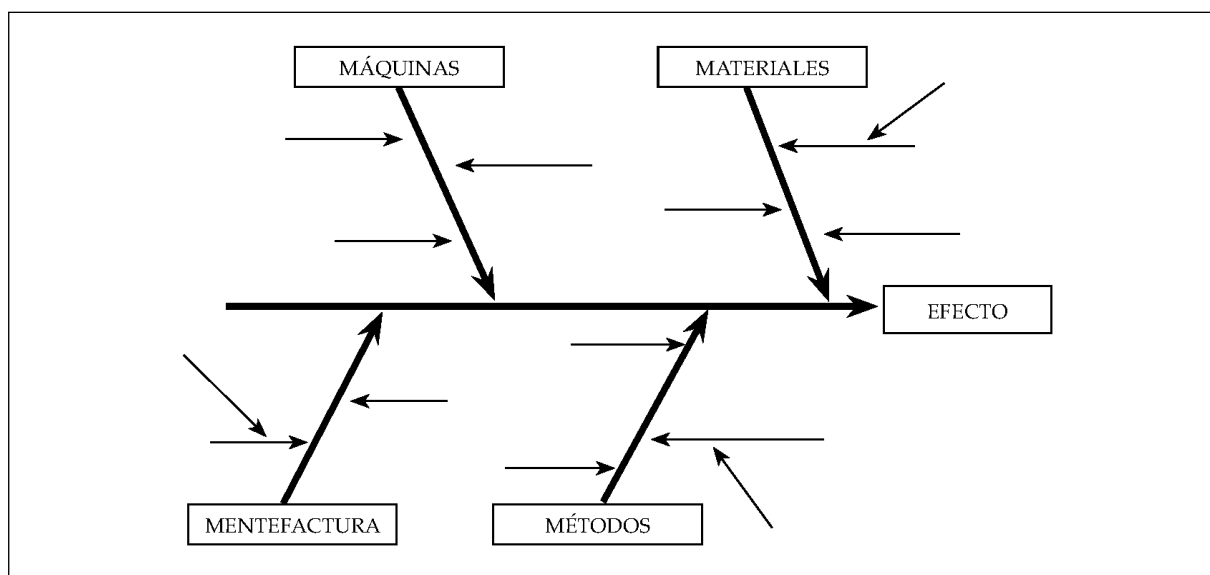 MÁQUINAS
MATERIALES
EFECTO
MENTEFACTURA
MÉTODOS